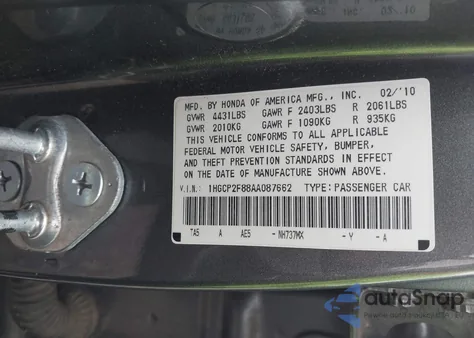 MFD. BY HONDA OF AMERICA MFG., INC. 02/'10
GVWR 4431LBS GAWR F 2403LBS R 2061LBS
GVWR 2010KG GAWR F 1090KG R 935KG
THIS VEHICLE CONFORMS TO ALL APPLICABLE
FEDERAL MOTOR VEHICLE SAFETY, BUMPER,
AND THEFT PREVENTION STANDARDS IN EFFECT
ON THE DATE OF MANUFACTURE SHOWN ABOVE.
V.I.N.: 1HGCP2F88AA087662 TYPE: PASSENGER CAR
TA5 A AE5 -NH737MX -Y -A
autoSnap